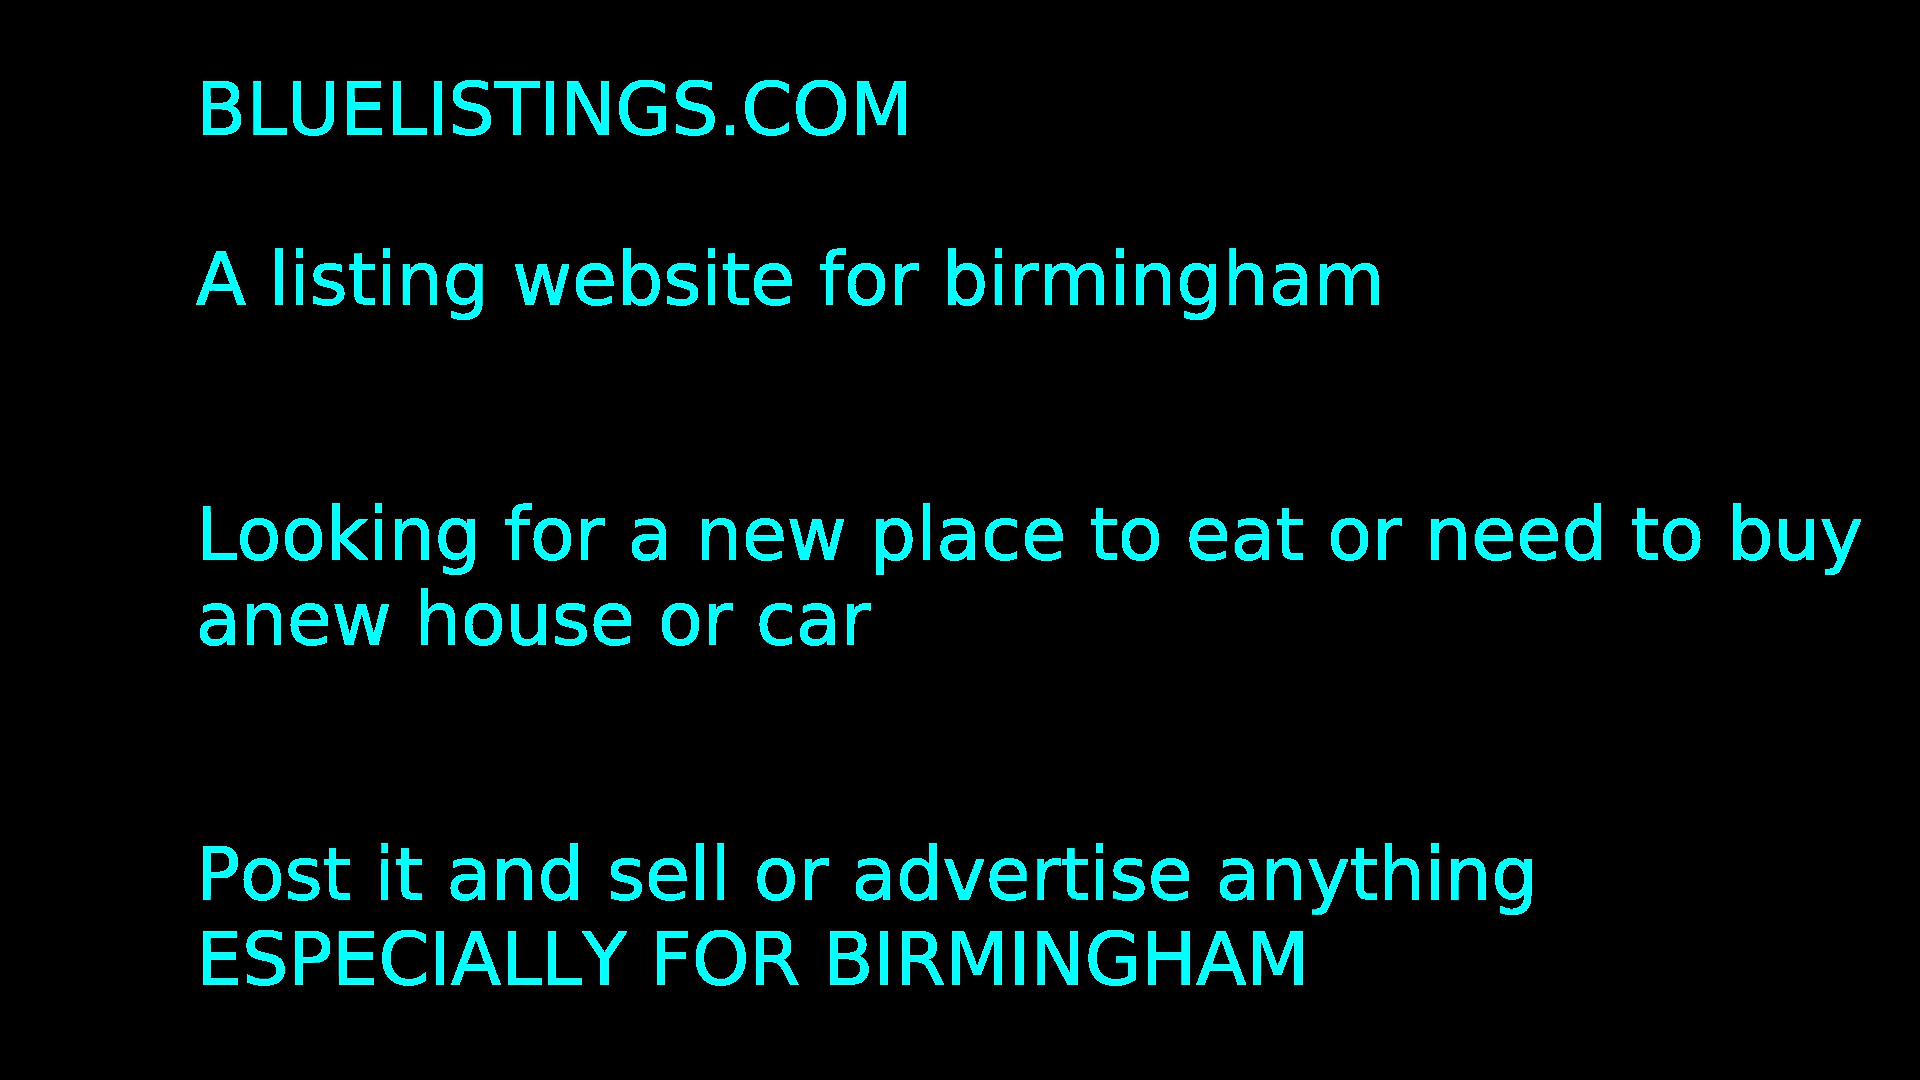 BLUELISTINGS.COM
A listing website for birmingham
Looking for a new place to eat or need to buy
anew house or car
Post it and sell or advertise anything
ESPECIALLY FOR BIRMINGHAM